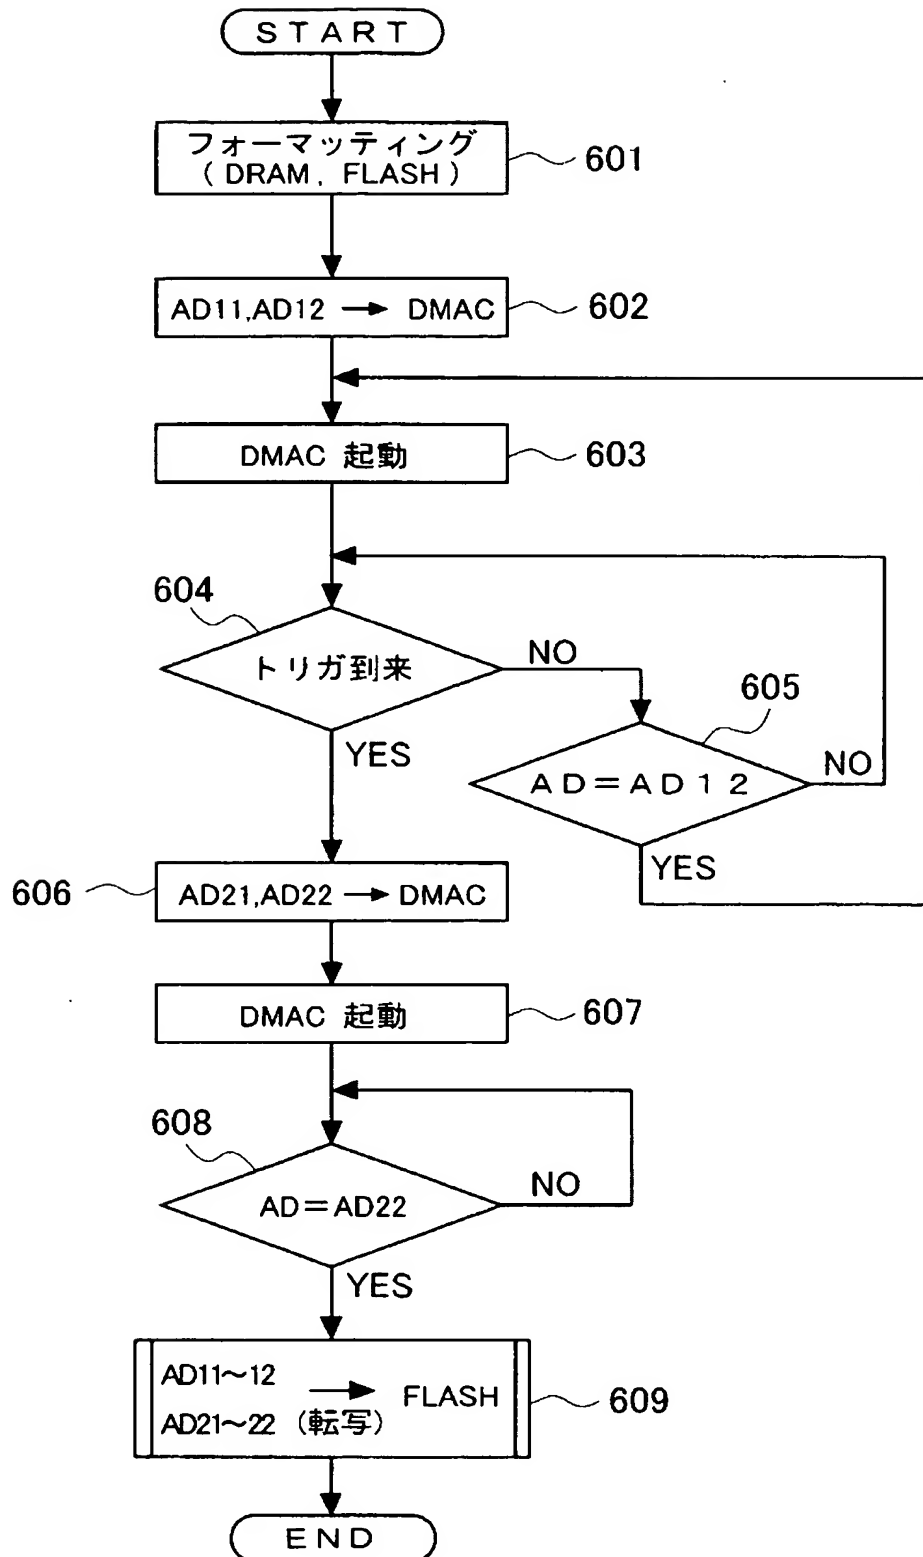 START
フォーマッティング
(DRAM, FLASH)
601
AD11,AD12 → DMAC
602
DMAC 起動
603
604
トリガ到来
NO
605
YES
AD=AD12
NO
YES
606
AD21,AD22 → DMAC
DMAC 起動
607
608
AD=AD22
NO
YES
AD11~12
→ FLASH
AD21~22 (転写)
609
END